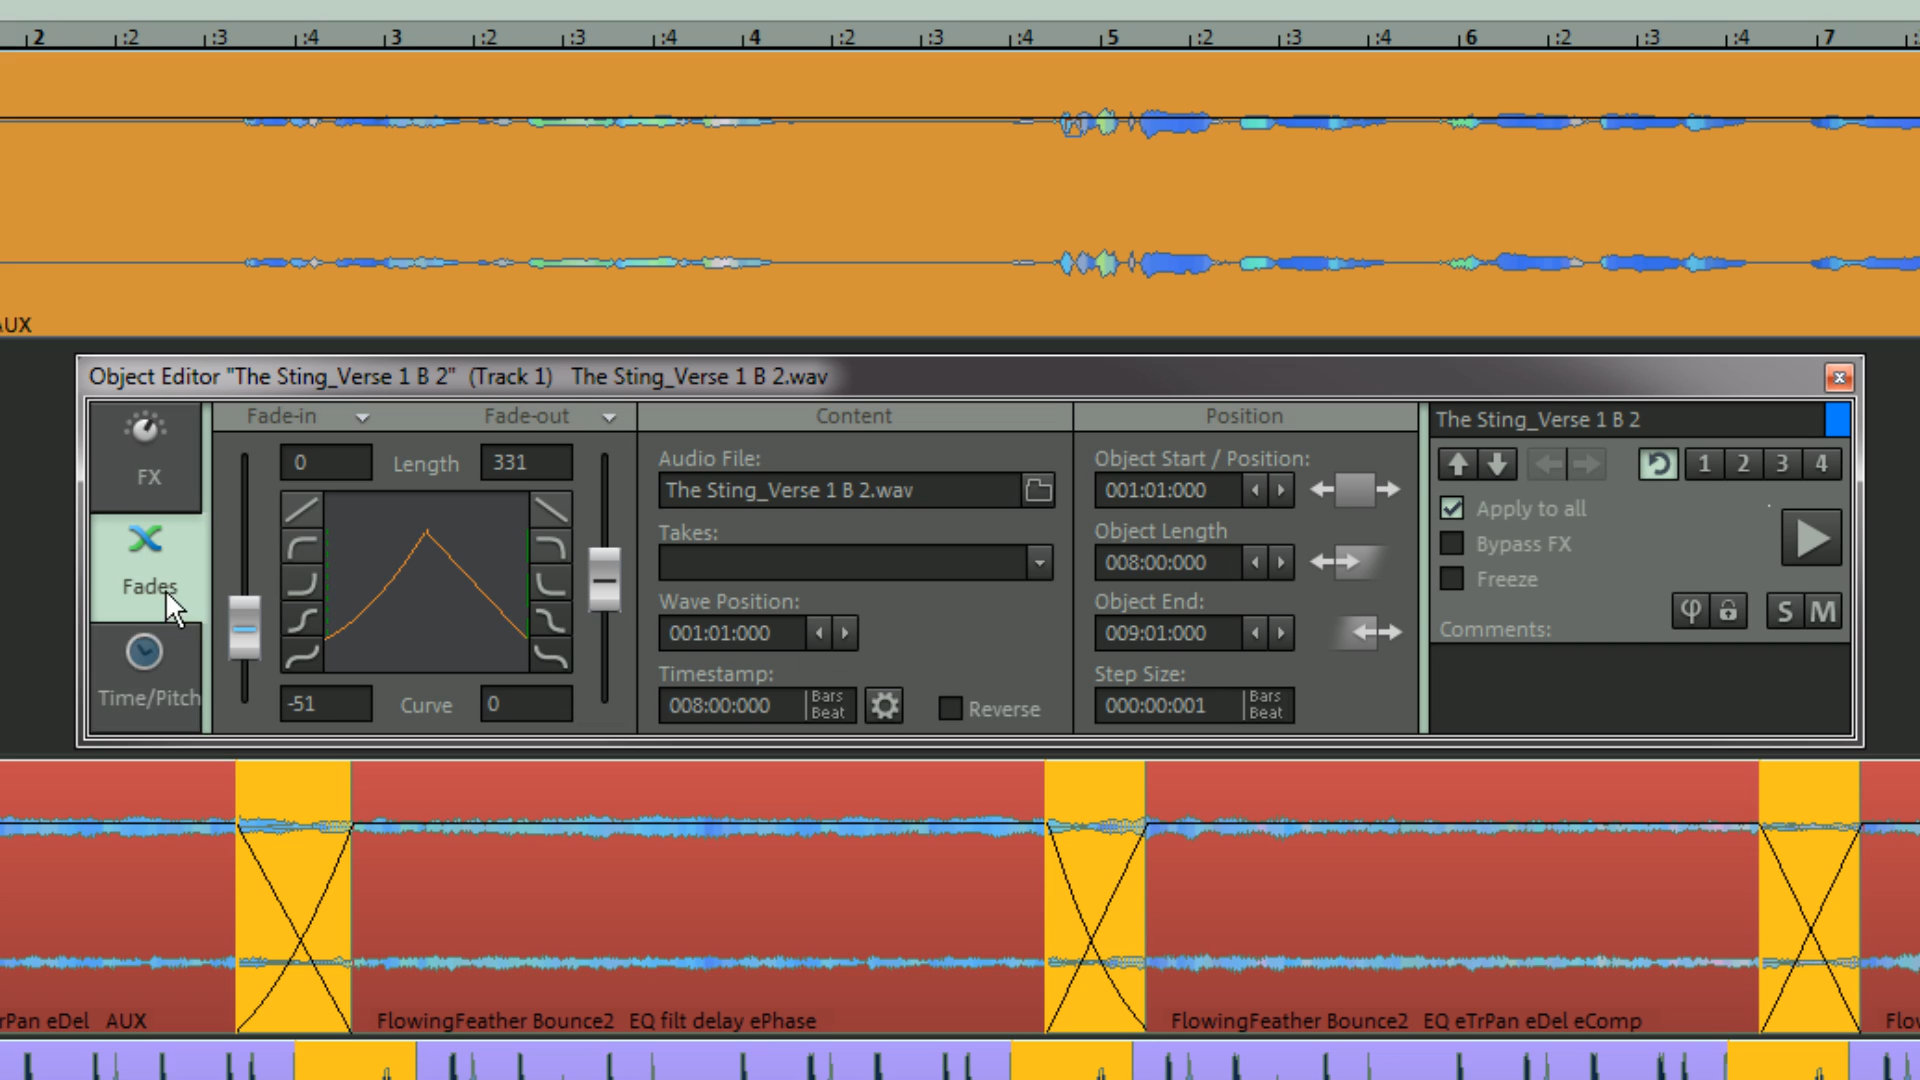 2 :2 :3 :4 3 :2 :3 :4 4 :2 :3 :4 5 :2 :3 :4 6 :2 :3 :4 7
AUX
Object Editor "The Sting_Verse 1 B 2" (Track 1) The Sting_Verse 1 B 2.wav
x
FX
Fades
Time/Pitch
Fade-in Fade-out
0 Length 331
-51 Curve 0
Content
Audio File:
The Sting_Verse 1 B 2.wav
Takes:
Wave Position:
001:01:000
Timestamp:
008:00:000 Bars Beat
Reverse
Position
Object Start / Position:
001:01:000
Object Length
008:00:000
Object End:
009:01:000
Step Size:
000:00:001 Bars Beat
The Sting_Verse 1 B 2
1 2 3 4
Apply to all
Bypass FX
Freeze
φ S M
Comments:
rPan eDel AUX
FlowingFeather Bounce2 EQ filt delay ePhase
FlowingFeather Bounce2 EQ eTrPan eDel eComp
Flow